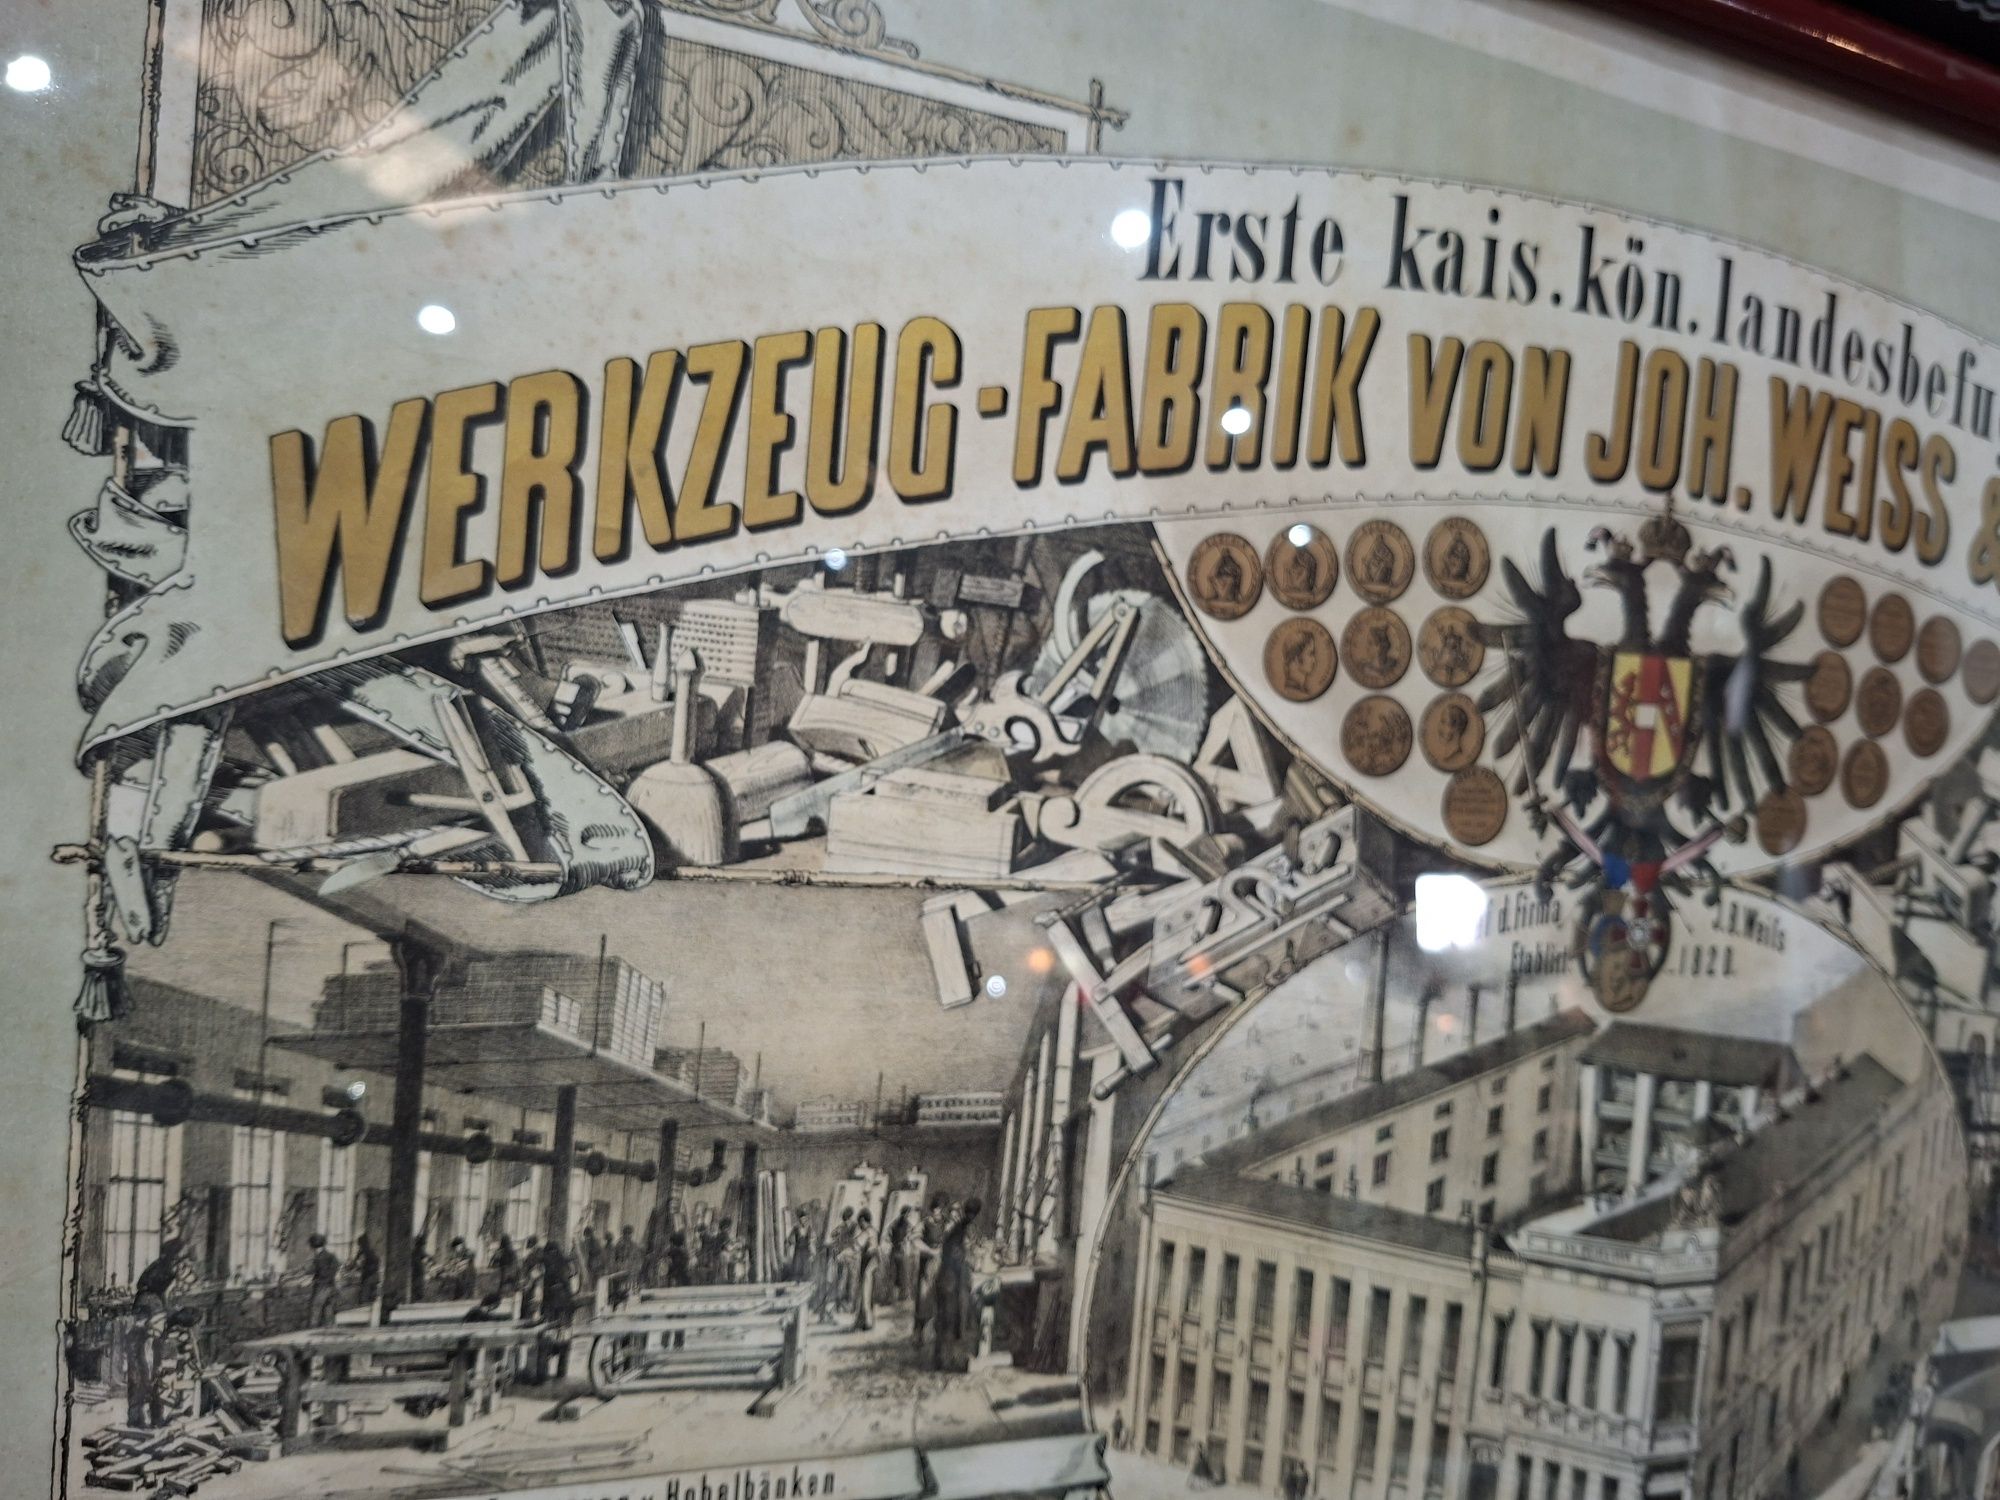 Erste kais. kön. landesbefu
WERKZEUG-FABRIK VON JOH. WEISS &
d. Firma, J. B. Weiss
Etablirt 1820.
Hobelbänken.